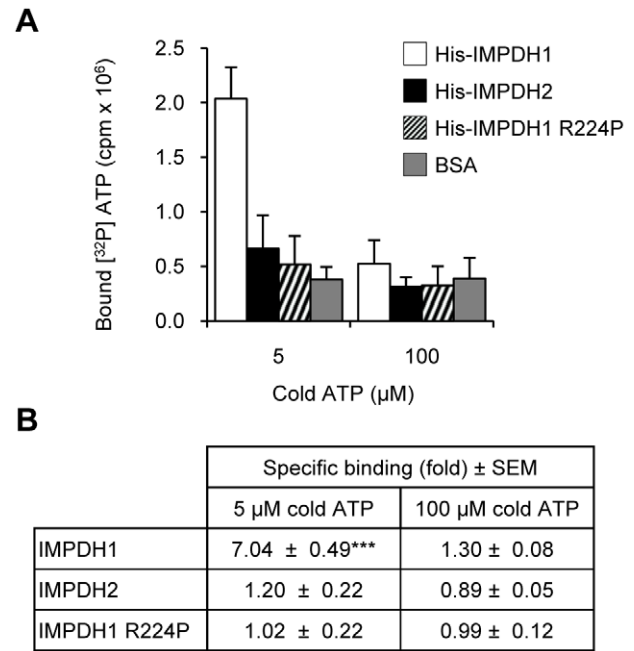 A
Bound [³²P] ATP (cpm x 10⁶)
2.5
2.0
1.5
1.0
0.5
0.0
His-IMPDH1
His-IMPDH2
His-IMPDH1 R224P
BSA
5 100
Cold ATP (µM)
B
Specific binding (fold) ± SEM
5 µM cold ATP 100 µM cold ATP
IMPDH1 7.04 ± 0.49*** 1.30 ± 0.08
IMPDH2 1.20 ± 0.22 0.89 ± 0.05
IMPDH1 R224P 1.02 ± 0.22 0.99 ± 0.12